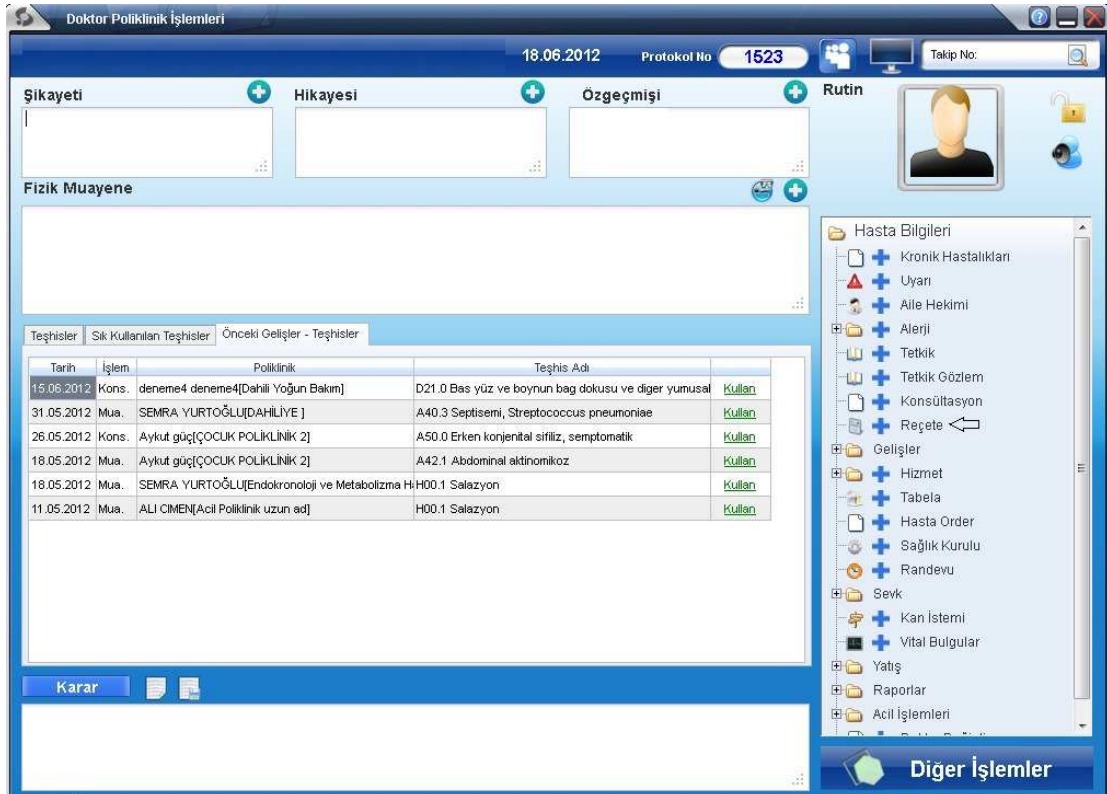 Doktor Poliklinik İşlemleri
18.06.2012 Protokol No 1523 Takip No:
Şikayeti Hikayesi Özgeçmişi Rutin
Fizik Muayene
Hasta Bilgileri
Kronik Hastalıkları
Uyarı
Aile Hekimi
Alerji
Tetkik
Tetkik Gözlem
Konsültasyon
Reçete
Gelişler
Hizmet
Tabela
Hasta Order
Sağlık Kurulu
Randevu
Sevk
Kan İstemi
Vital Bulgular
Yatış
Raporlar
Acil İşlemleri
Teşhisler Sık Kullanılan Teşhisler Önceki Gelişler - Teşhisler
Tarih İşlem Poliklinik Teşhis Adı
15.06.2012 Kons. deneme4 deneme4[Dahili Yoğun Bakım] D21.0 Bas yüz ve boynun bag dokusu ve diger yumusal Kullan
31.05.2012 Mua. SEMRA YURTOĞLU[DAHİLİYE ] A40.3 Septisemi, Streptococcus pneumoniae Kullan
26.05.2012 Kons. Aykut güç[ÇOCUK POLİKLİNİK 2] A50.0 Erken konjenital sifiliz, semptomatik Kullan
18.05.2012 Mua. Aykut güç[ÇOCUK POLİKLİNİK 2] A42.1 Abdominal aktinomikoz Kullan
18.05.2012 Mua. SEMRA YURTOĞLU[Endokronoloji ve Metabolizma H H00.1 Salazyon Kullan
11.05.2012 Mua. ALI CIMEN[Acil Poliklinik uzun ad] H00.1 Salazyon Kullan
Karar
Diğer İşlemler